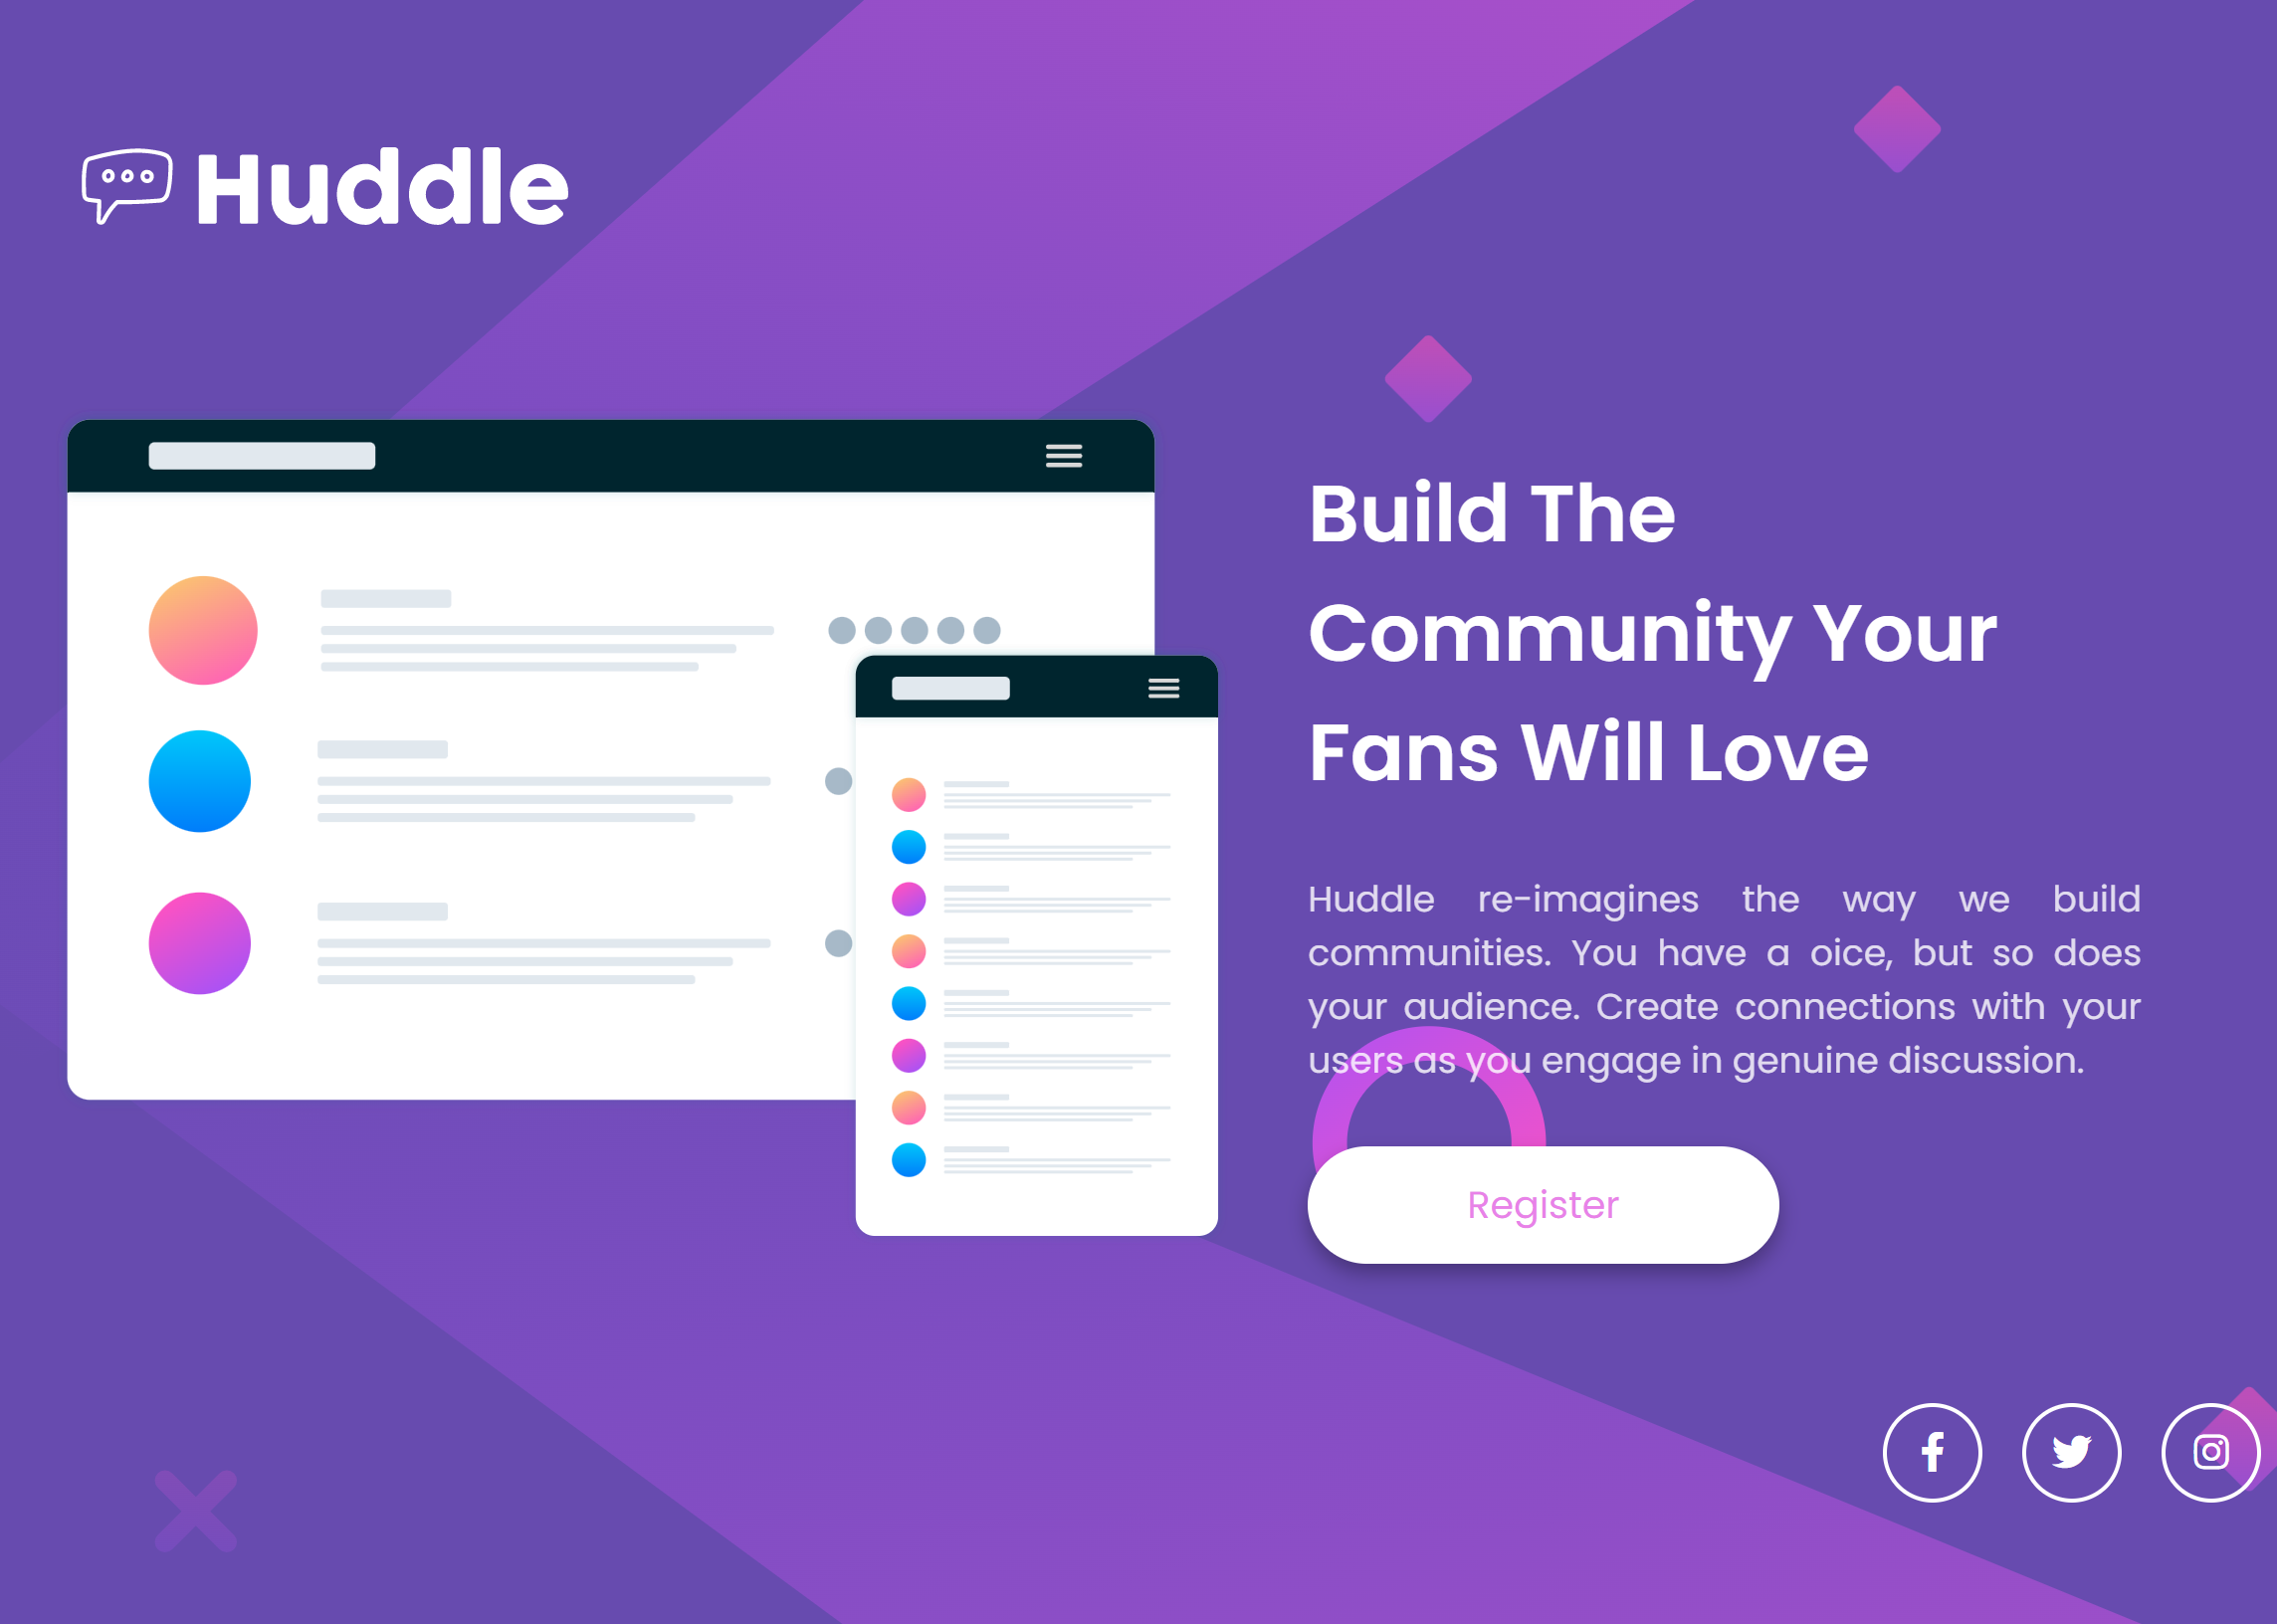 Huddle
Build The
Community Your
Fans Will Love
Huddle re-imagines the way we build
communities. You have a oice, but so does
your audience. Create connections with your
users as you engage in genuine discussion.
Register